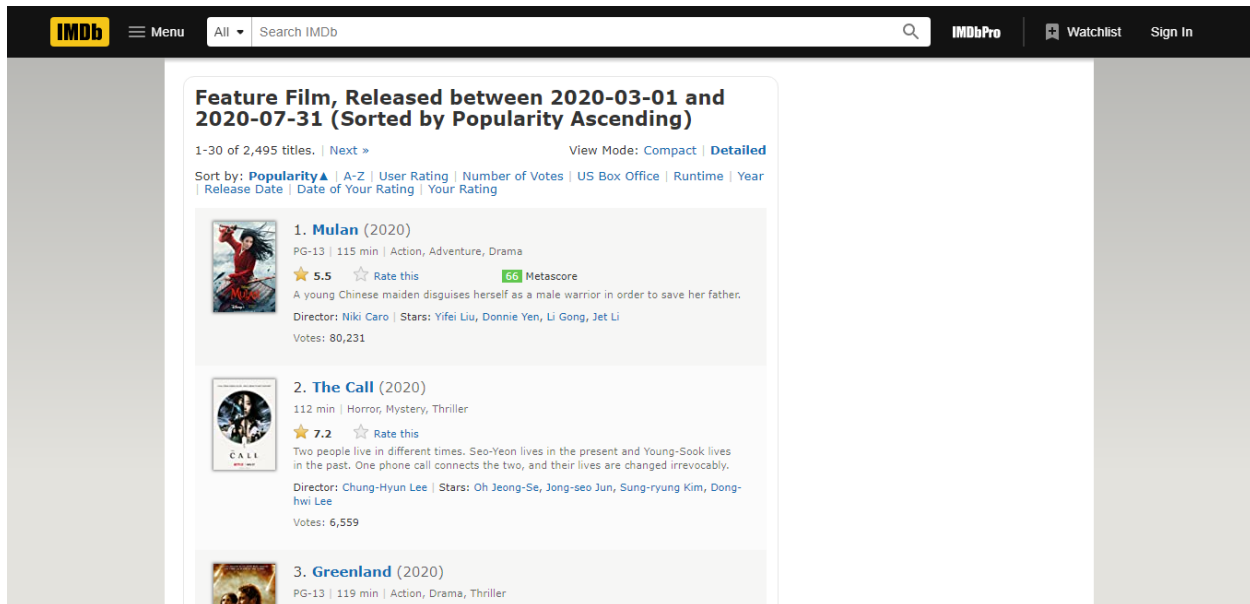 IMDb Menu All Search IMDb IMDbPro Watchlist Sign In
Feature Film, Released between 2020-03-01 and
2020-07-31 (Sorted by Popularity Ascending)
1-30 of 2,495 titles. | Next » View Mode: Compact | Detailed
Sort by: Popularity▲ | A-Z | User Rating | Number of Votes | US Box Office | Runtime | Year
| Release Date | Date of Your Rating | Your Rating
1. Mulan (2020)
PG-13 | 115 min | Action, Adventure, Drama
5.5 Rate this 66 Metascore
A young Chinese maiden disguises herself as a male warrior in order to save her father.
Director: Niki Caro | Stars: Yifei Liu, Donnie Yen, Li Gong, Jet Li
Votes: 80,231
Mulan
2. The Call (2020)
112 min | Horror, Mystery, Thriller
7.2 Rate this
Two people live in different times. Seo-Yeon lives in the present and Young-Sook lives
in the past. One phone call connects the two, and their lives are changed irrevocably.
Director: Chung-Hyun Lee | Stars: Oh Jeong-Se, Jong-seo Jun, Sung-ryung Kim, Dong-
hwi Lee
Votes: 6,559
CALL
3. Greenland (2020)
PG-13 | 119 min | Action, Drama, Thriller